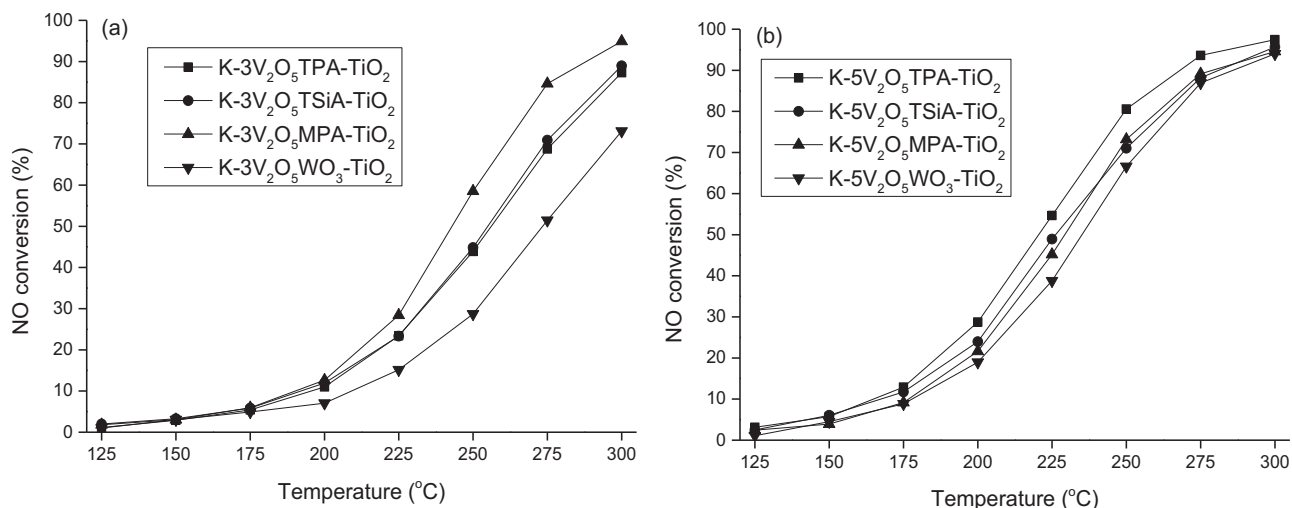 (a)
K-3V₂O₅TPA-TiO₂
K-3V₂O₅TSiA-TiO₂
K-3V₂O₅MPA-TiO₂
K-3V₂O₅WO₃-TiO₂
NO conversion (%)
100
90
80
70
60
50
40
30
20
10
0
125 150 175 200 225 250 275 300
Temperature (°C)
(b)
K-5V₂O₅TPA-TiO₂
K-5V₂O₅TSiA-TiO₂
K-5V₂O₅MPA-TiO₂
K-5V₂O₅WO₃-TiO₂
NO conversion (%)
100
90
80
70
60
50
40
30
20
10
0
125 150 175 200 225 250 275 300
Temperature (°C)